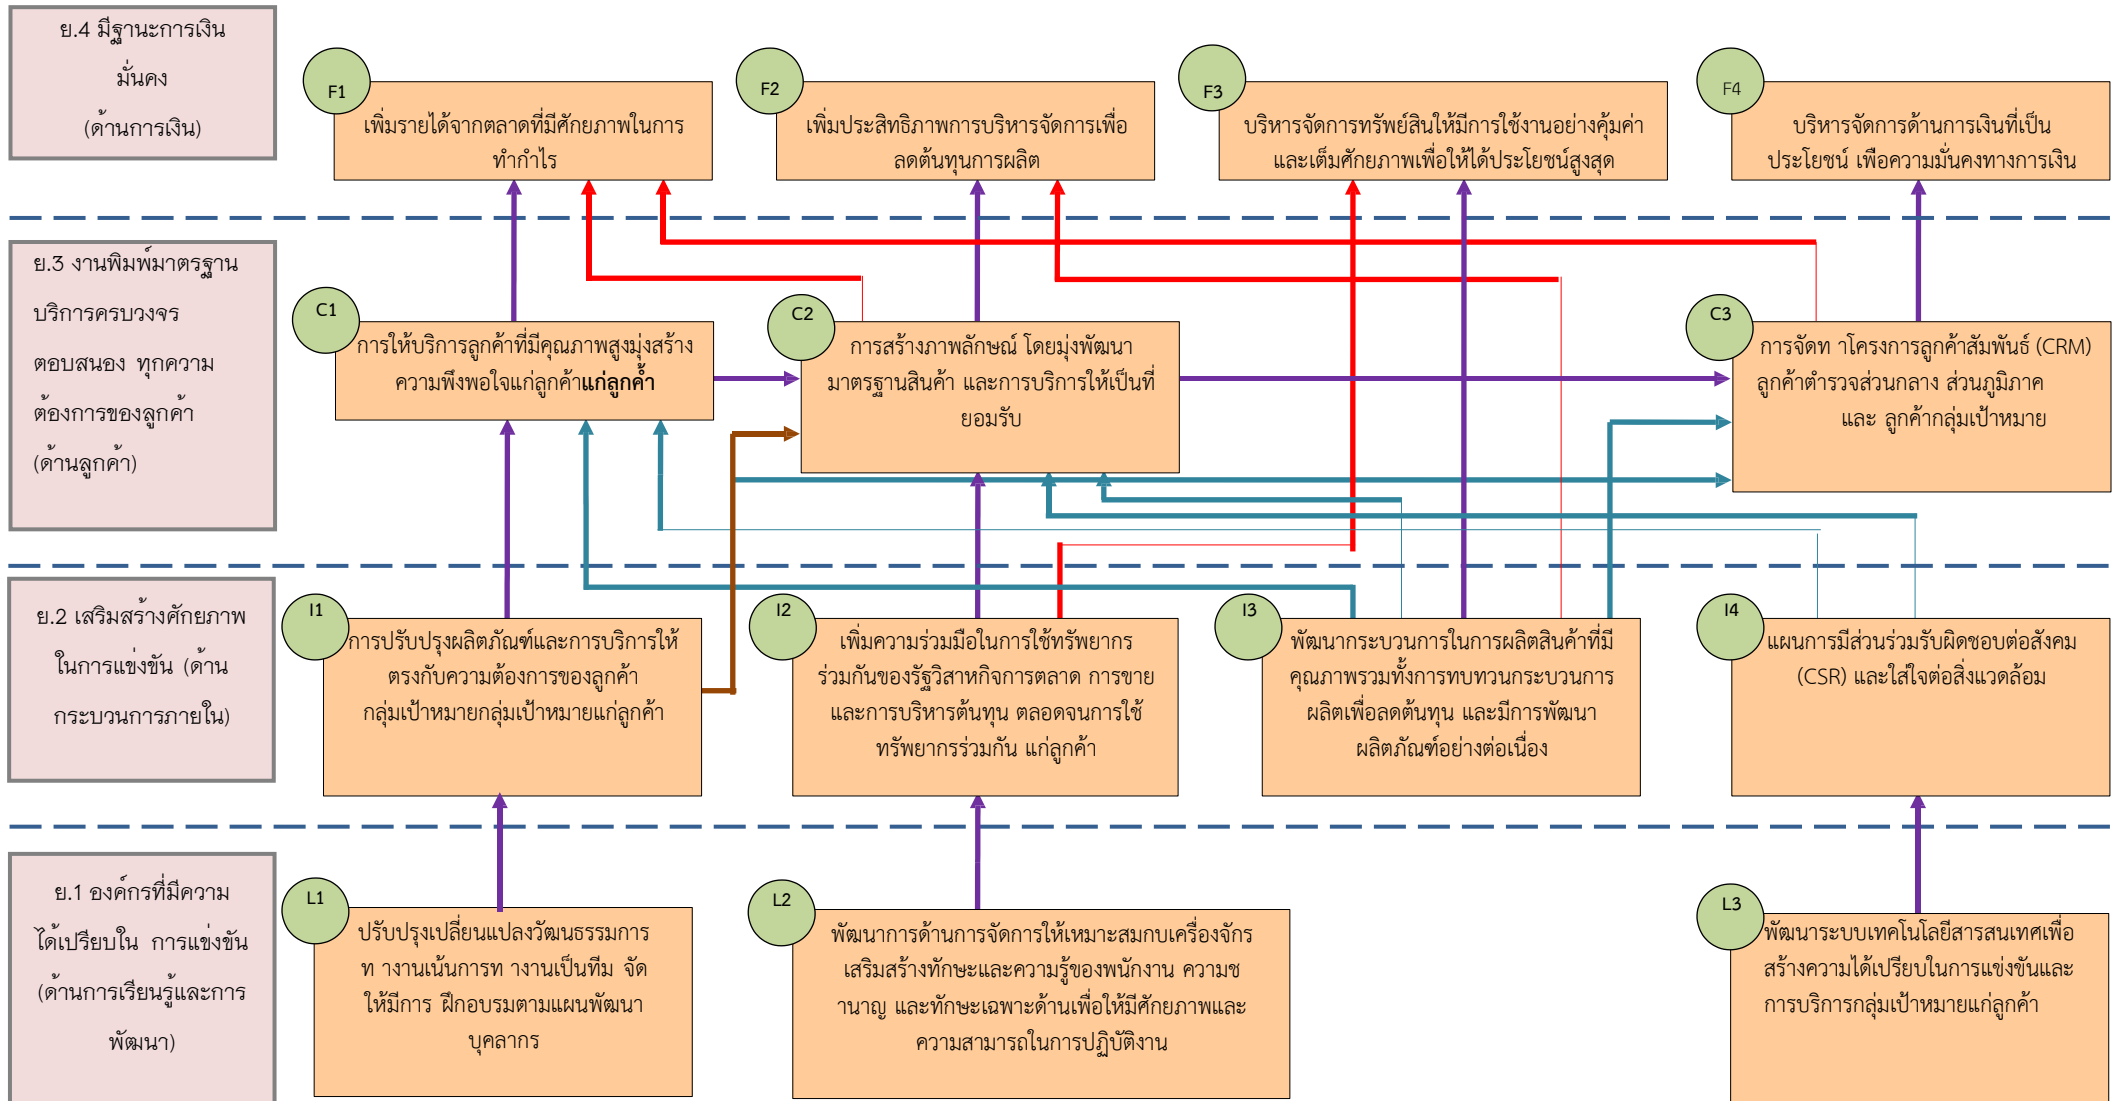 ย.4 มีฐานะการเงิน
มั่นคง
(ด้านการเงิน)
F1
เพิ่มรายได้จากตลาดที่มีศักยภาพในการ
ทำกำไร
F2
เพิ่มประสิทธิภาพการบริหารจัดการเพื่อ
ลดต้นทุนการผลิต
F3
บริหารจัดการทรัพย์สินให้มีการใช้งานอย่างคุ้มค่า
และเต็มศักยภาพเพื่อให้ได้ประโยชน์สูงสุด
F4
บริหารจัดการด้านการเงินที่เป็น
ประโยชน์ เพือความมั่นคงทางการเงิน
ย.3 งานพิมพ์มาตรฐาน
บริการครบวงจร
ตอบสนอง ทุกความ
ต้องการของลูกค้า
(ด้านลูกค้า)
C1
การให้บริการลูกค้าที่มีคุณภาพสูงมุ่งสร้าง
ความพึงพอใจแก่ลูกค้าแก่ลูกค้ำ
C2
การสร้างภาพลักษณ์ โดยมุ่งพัฒนา
มาตรฐานสินค้า และการบริการให้เป็นที่
ยอมรับ
C3
การจัดท าโครงการลูกค้าสัมพันธ์ (CRM)
ลูกค้าตำรวจส่วนกลาง ส่วนภูมิภาค
และ ลูกค้ากลุ่มเป้าหมาย
ย.2 เสริมสร้างศักยภาพ
ในการแข่งขัน (ด้าน
กระบวนการภายใน)
I1
การปรับปรุงผลิตภัณฑ์และการบริการให้
ตรงกับความต้องการของลูกค้า
กลุ่มเป้าหมายกลุ่มเป้าหมายแก่ลูกค้า
I2
เพิ่มความร่วมมือในการใช้ทรัพยากร
ร่วมกันของรัฐวิสาหกิจการตลาด การขาย
และการบริหารต้นทุน ตลอดจนการใช้
ทรัพยากรร่วมกัน แก่ลูกค้า
I3
พัฒนากระบวนการในการผลิตสินค้าที่มี
คุณภาพรวมทั้งการทบทวนกระบวนการ
ผลิตเพื่อลดต้นทุน และมีการพัฒนา
ผลิตภัณฑ์อย่างต่อเนื่อง
I4
แผนการมีส่วนร่วมรับผิดชอบต่อสังคม
(CSR) และใส่ใจต่อสิ่งแวดล้อม
ย.1 องค์กรที่มีความ
ได้เปรียบใน การแข่งขัน
(ด้านการเรียนรู้และการ
พัฒนา)
L1
ปรับปรุงเปลี่ยนแปลงวัฒนธรรมการ
ท างานเน้นการท างานเป็นทีม จัด
ให้มีการ ฝึกอบรมตามแผนพัฒนา
บุคลากร
L2
พัฒนาการด้านการจัดการให้เหมาะสมกบเครื่องจักร
เสริมสร้างทักษะและความรู้ของพนักงาน ความช
านาญ และทักษะเฉพาะด้านเพื่อให้มีศักยภาพและ
ความสามารถในการปฏิบัติงาน
L3
พัฒนาระบบเทคโนโลยีสารสนเทศเพื่อ
สร้างความได้เปรียบในการแข่งขันและ
การบริการกลุ่มเป้าหมายแก่ลูกค้า